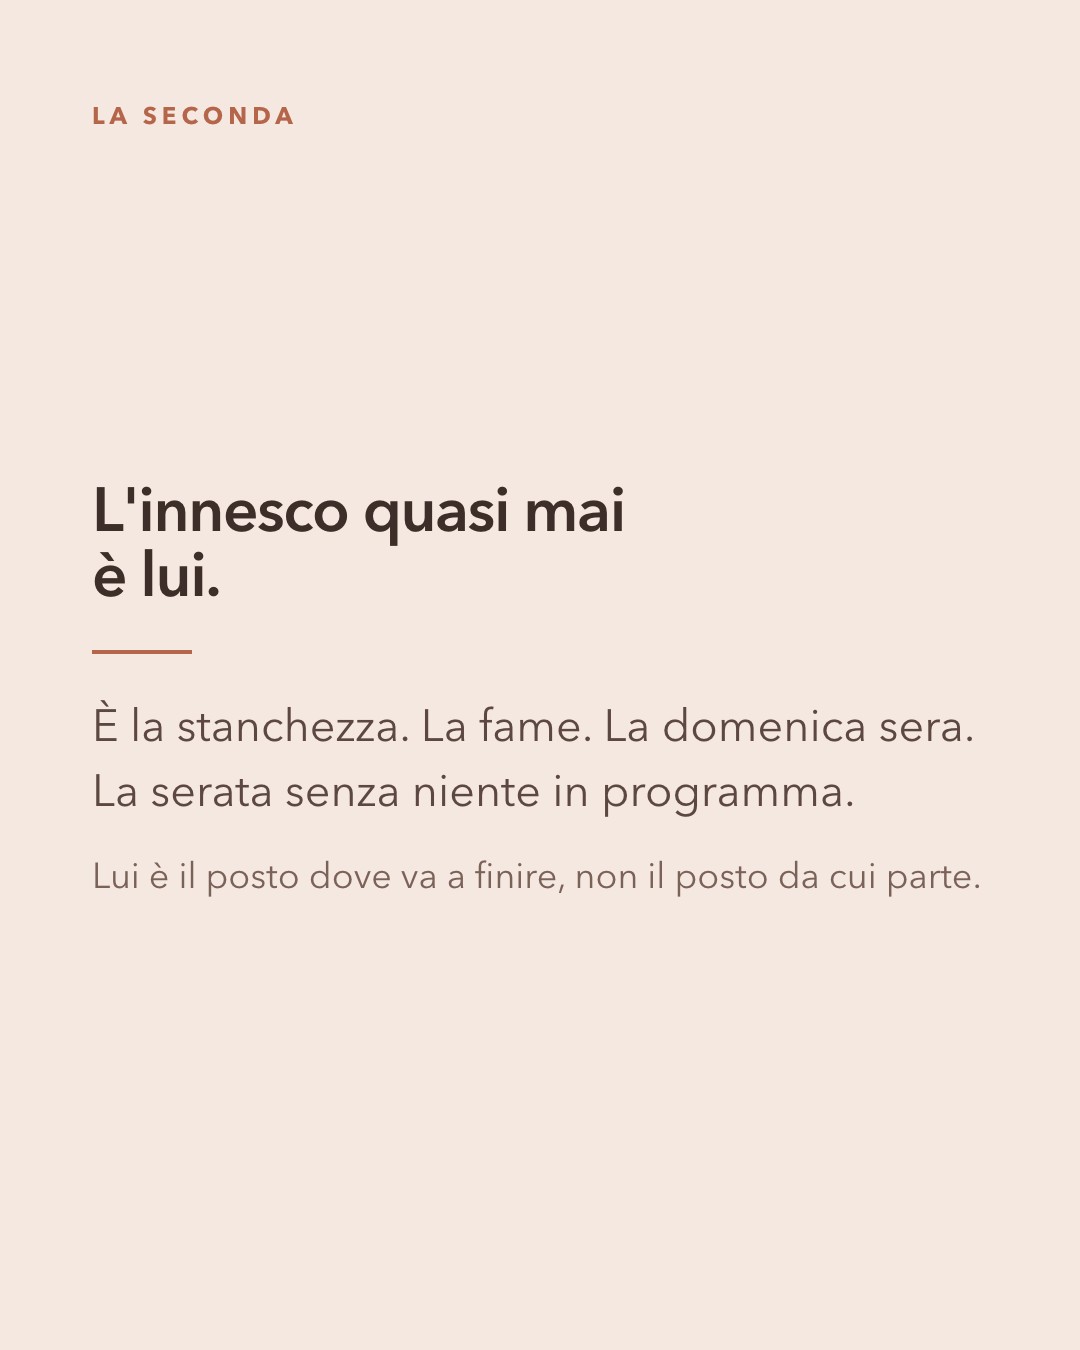 LA SECONDA
L'innesco quasi mai
è lui.
È la stanchezza. La fame. La domenica sera.
La serata senza niente in programma.
Lui è il posto dove va a finire, non il posto da cui parte.